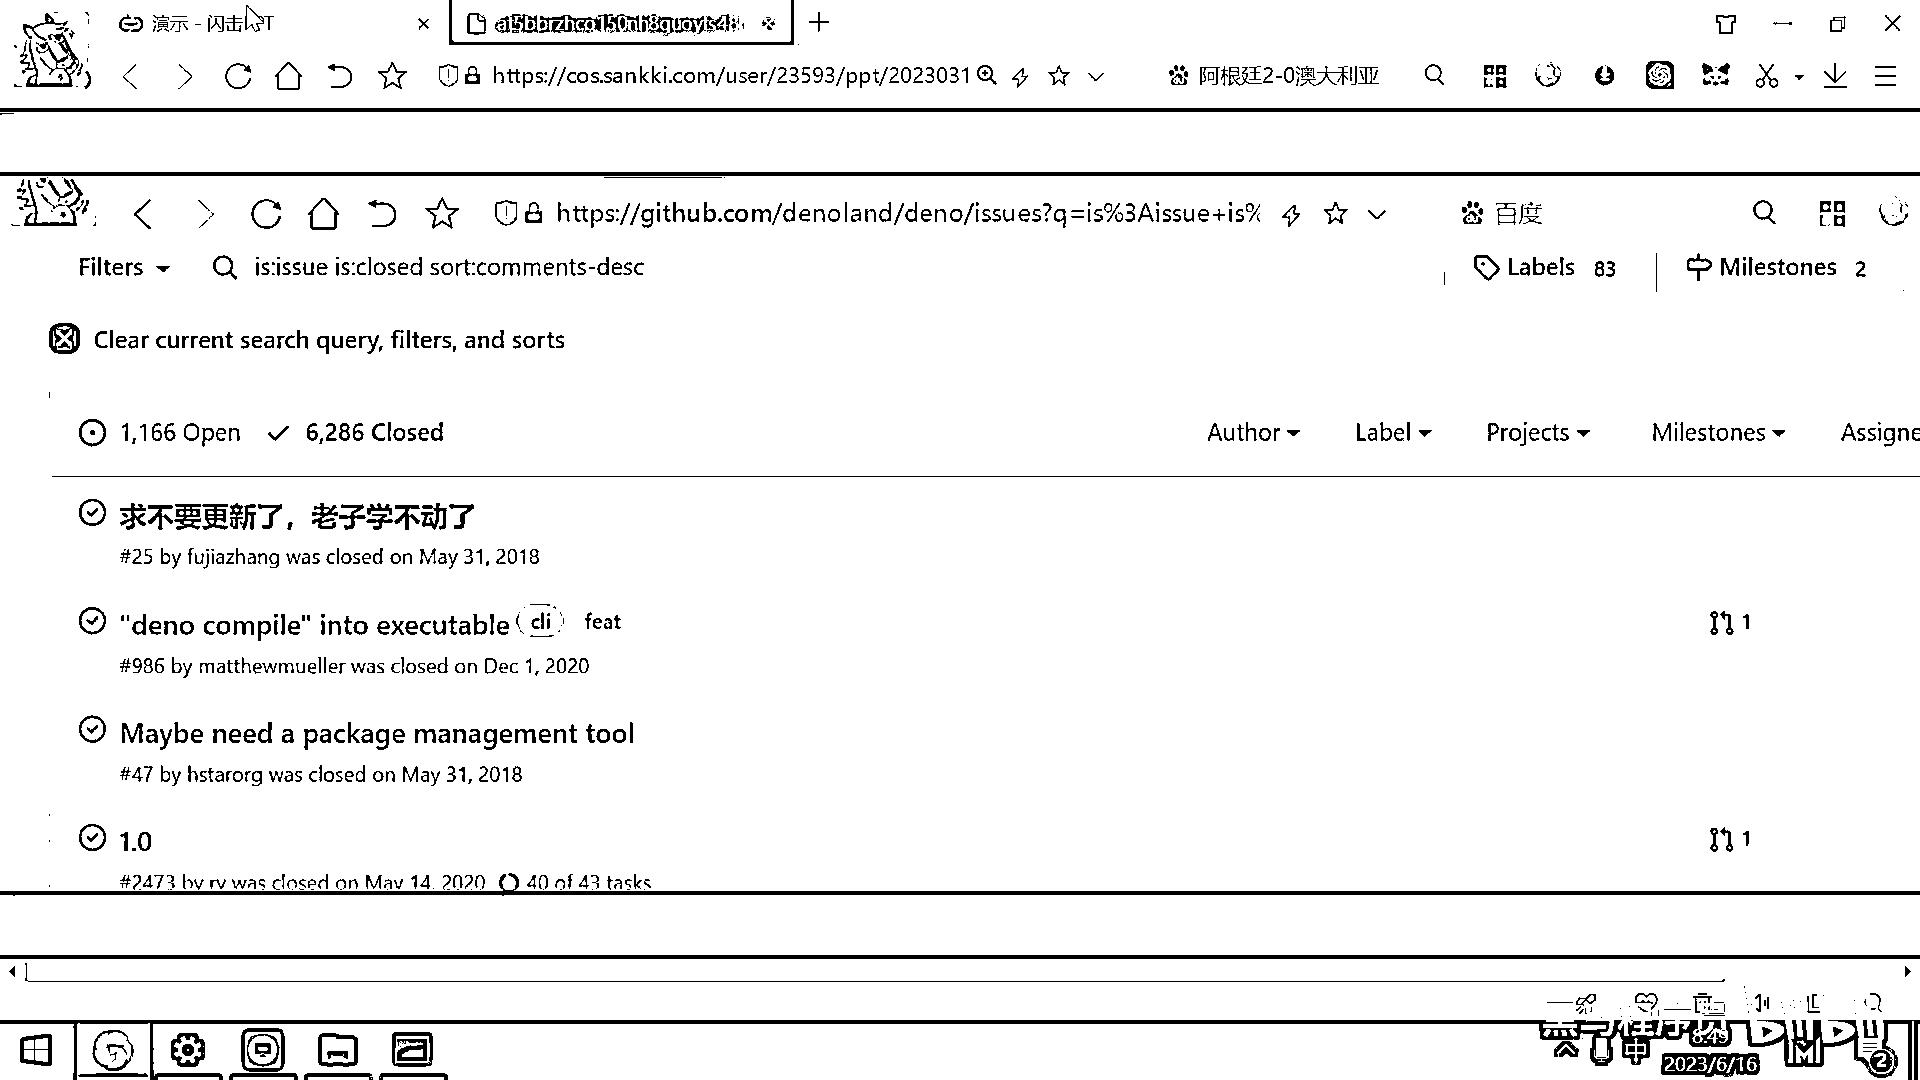 演示 - 闪击PT
https://cos.sankki.com/user/23593/ppt/2023031
阿根廷2-0澳大利亚
https://github.com/denoland/deno/issues?q=is%3Aissue+is%
百度
Filters
is:issue is:closed sort:comments-desc
Labels 83
Milestones 2
Clear current search query, filters, and sorts
1,166 Open
6,286 Closed
Author
Label
Projects
Milestones
Assigne
求不要更新了，老子学不动了
#25 by fujiazhang was closed on May 31, 2018
"deno compile" into executable cli feat
1
#986 by matthewmueller was closed on Dec 1, 2020
Maybe need a package management tool
#47 by hstarorg was closed on May 31, 2018
1.0
1
#2473 by ry was closed on May 14, 2020 40 of 43 tasks
中
2023/6/16
2